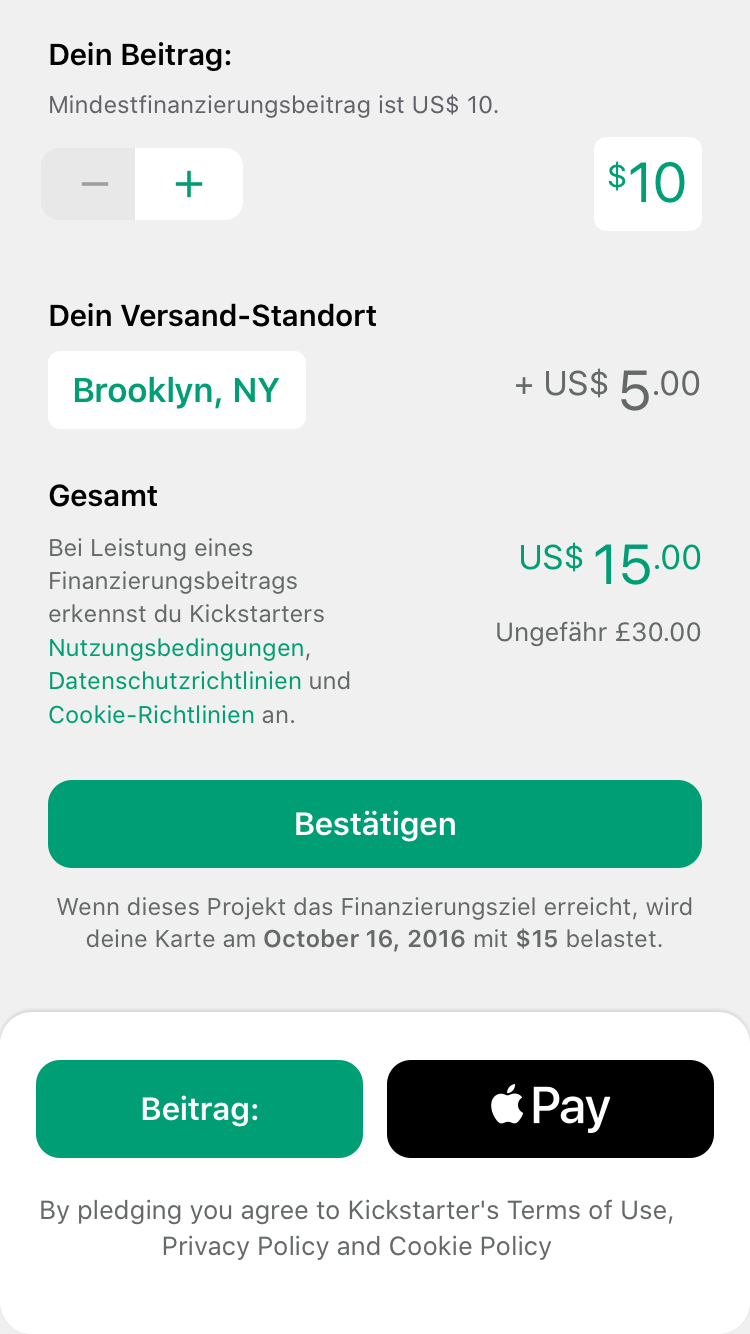 Dein Beitrag:
Mindestfinanzierungsbeitrag ist US$ 10.
− +
$10
Dein Versand-Standort
Brooklyn, NY
+ US$ 5.00
Gesamt
Bei Leistung eines
Finanzierungsbeitrags
erkennst du Kickstarters
Nutzungsbedingungen,
Datenschutzrichtlinien und
Cookie-Richtlinien an.
US$ 15.00
Ungefähr £30.00
Bestätigen
Wenn dieses Projekt das Finanzierungsziel erreicht, wird
deine Karte am October 16, 2016 mit $15 belastet.
Beitrag:
Pay
By pledging you agree to Kickstarter's Terms of Use,
Privacy Policy and Cookie Policy